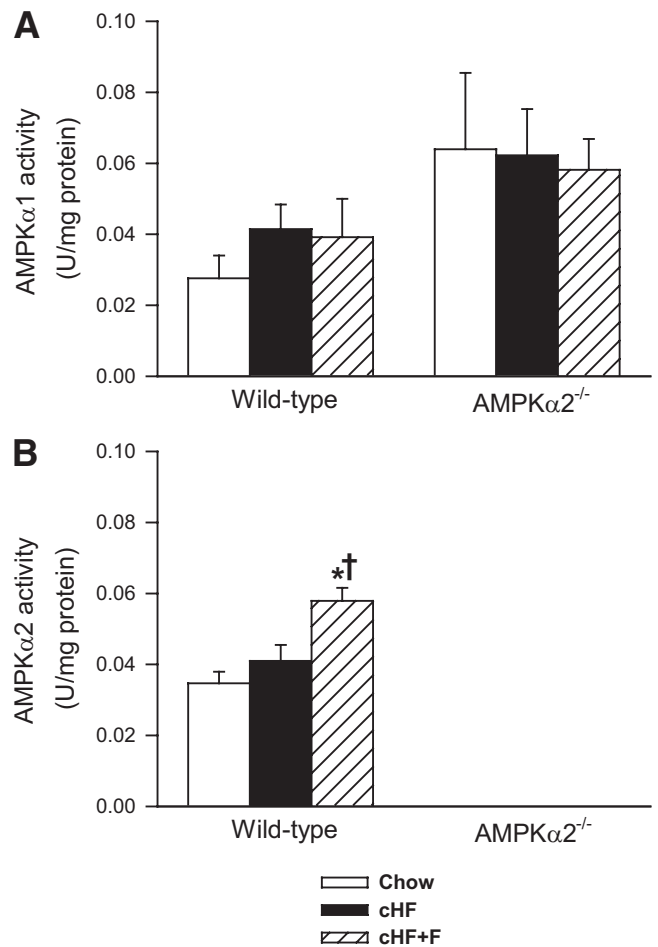 A
AMPKα1 activity
(U/mg protein)
0.10
0.08
0.06
0.04
0.02
0.00
Wild-type AMPKα2-/-
B
AMPKα2 activity
(U/mg protein)
0.10
0.08
0.06
0.04
0.02
0.00
*†
Wild-type AMPKα2-/-
Chow
cHF
cHF+F